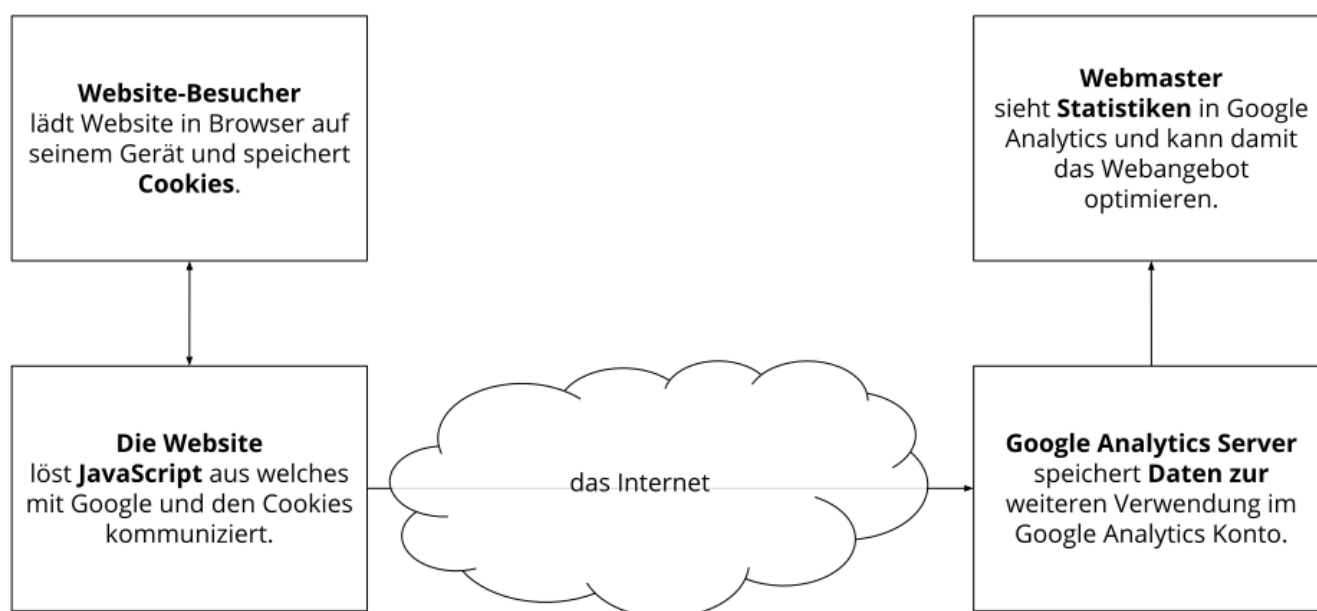 Website-Besucher
lädt Website in Browser auf
seinem Gerät und speichert
Cookies.
Webmaster
sieht Statistiken in Google
Analytics und kann damit
das Webangebot
optimieren.
Die Website
löst JavaScript aus welches
mit Google und den Cookies
kommuniziert.
das Internet
Google Analytics Server
speichert Daten zur
weiteren Verwendung im
Google Analytics Konto.